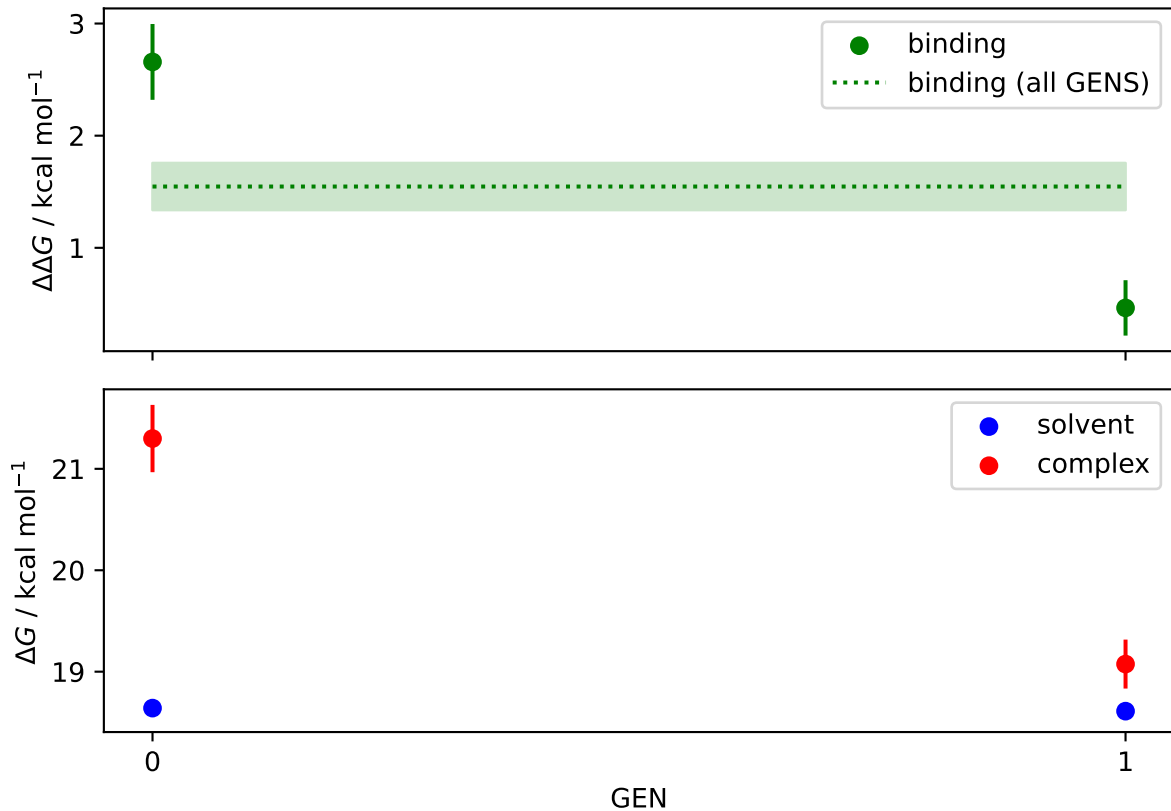 3
2
1
ΔΔG / kcal mol⁻¹
binding
binding (all GENS)
21
20
19
ΔG / kcal mol⁻¹
solvent
complex
0
1
GEN